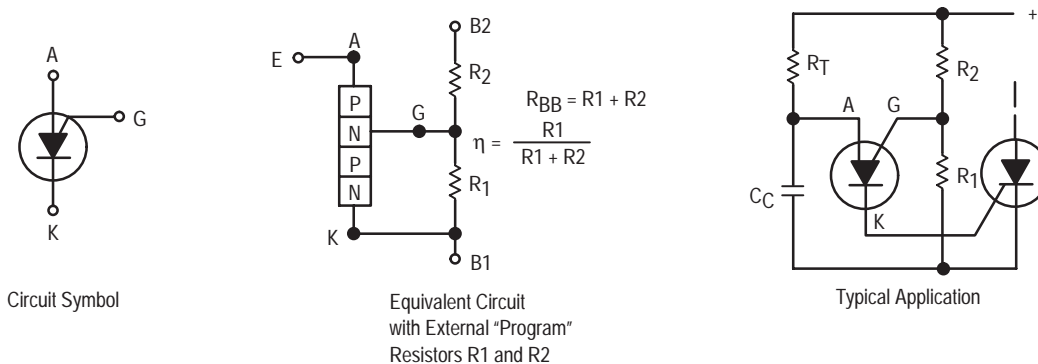 A
G
K
Circuit Symbol
B2
A
E
R2
P
N
P
N
G
RBB = R1 + R2
η = R1
R1 + R2
R1
K
B1
Equivalent Circuit
with External “Program”
Resistors R1 and R2
+
RT
R2
A
G
R1
CC
K
Typical Application